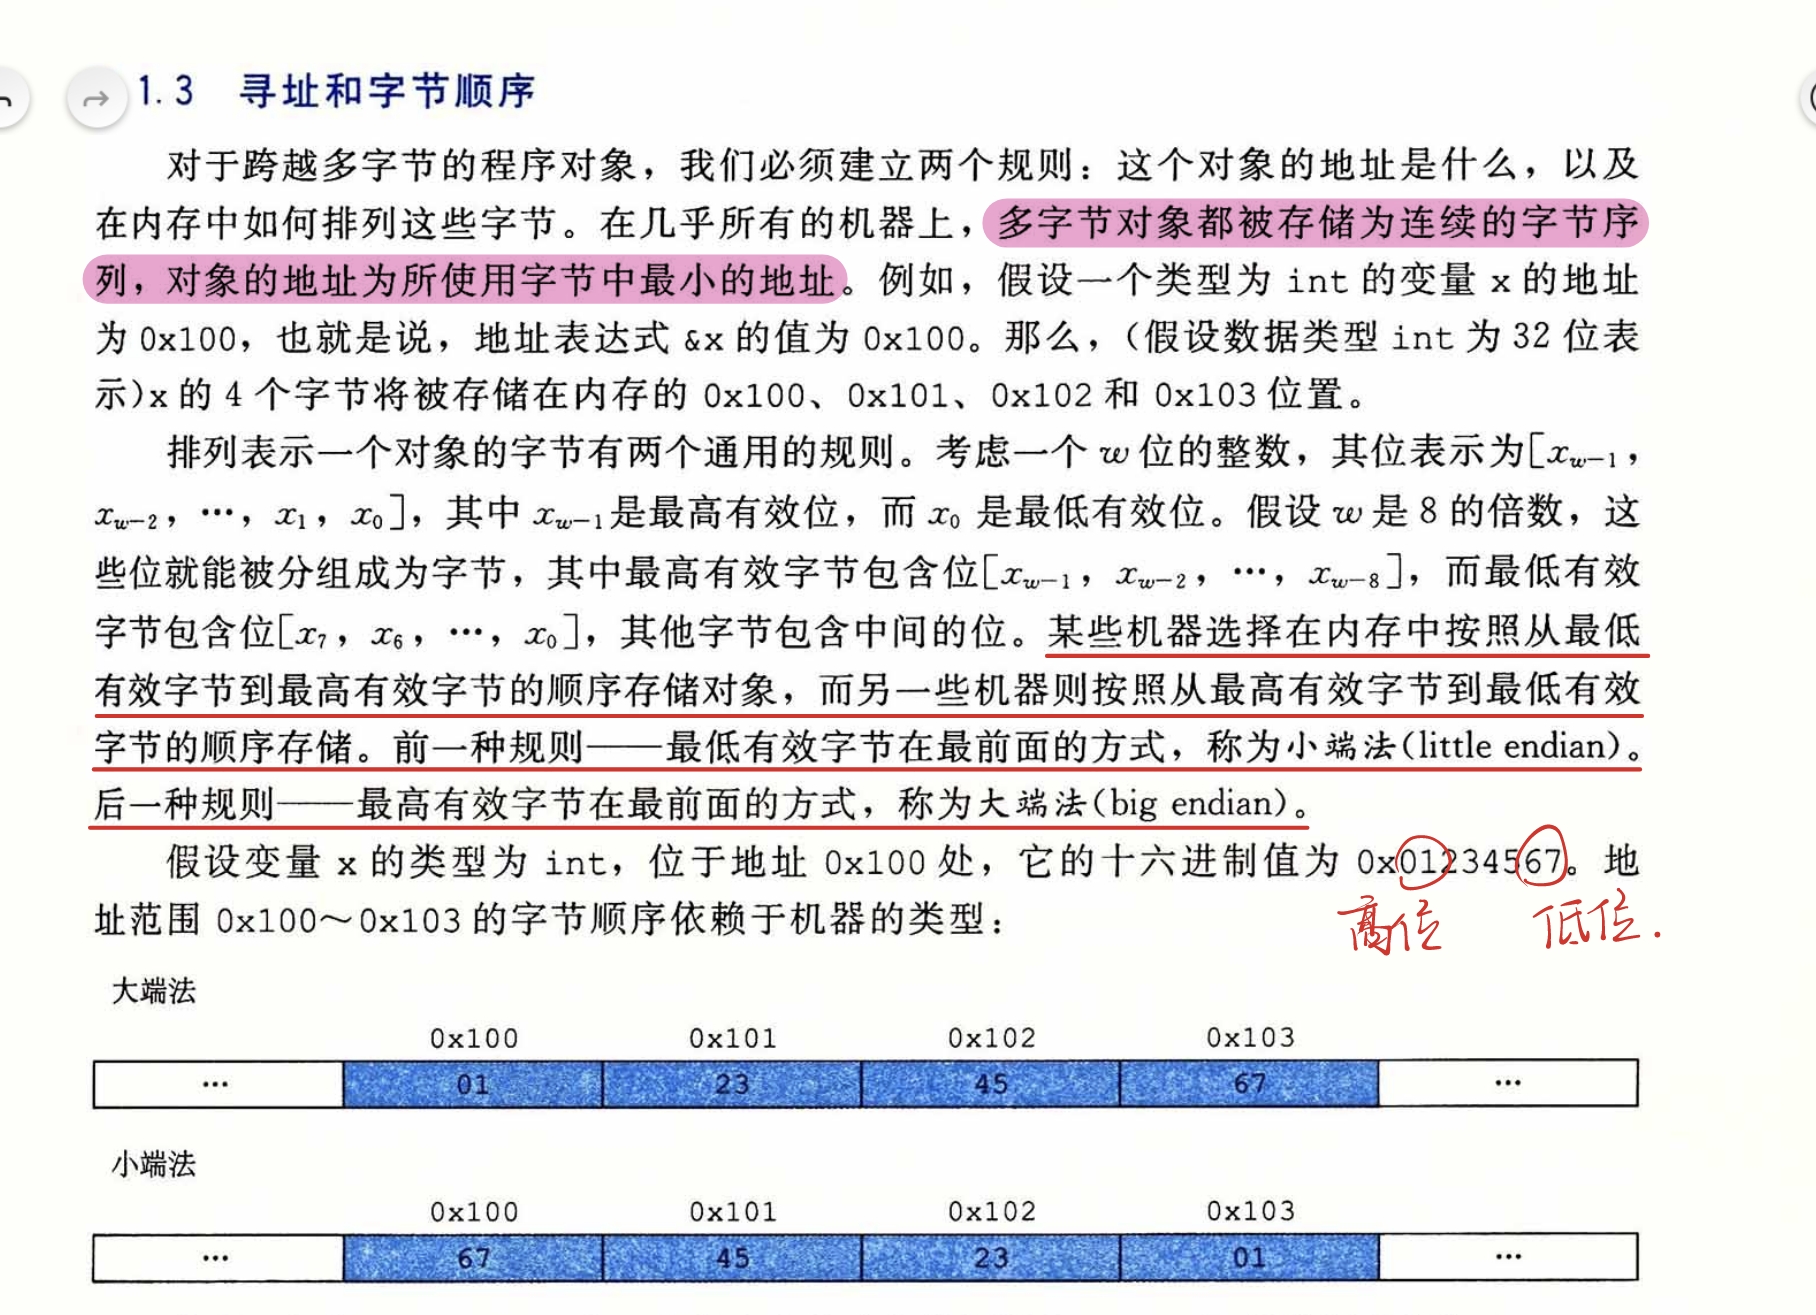 1.3 寻址和字节顺序
对于跨越多字节的程序对象，我们必须建立两个规则：这个对象的地址是什么，以及
在内存中如何排列这些字节。在几乎所有的机器上，多字节对象都被存储为连续的字节序
列，对象的地址为所使用字节中最小的地址。例如，假设一个类型为 int 的变量 x 的地址
为 0x100，也就是说，地址表达式 &x 的值为 0x100。那么，（假设数据类型 int 为 32 位表
示）x 的 4 个字节将被存储在内存的 0x100、0x101、0x102 和 0x103 位置。
排列表示一个对象的字节有两个通用的规则。考虑一个 w 位的整数，其位表示为[xw−1，
xw−2，…，x1，x0]，其中 xw−1是最高有效位，而 x0 是最低有效位。假设 w 是 8 的倍数，这
些位就能被分组成为字节，其中最高有效字节包含位[xw−1，xw−2，…，xw−8]，而最低有效
字节包含位[x7，x6，…，x0]，其他字节包含中间的位。某些机器选择在内存中按照从最低
有效字节到最高有效字节的顺序存储对象，而另一些机器则按照从最高有效字节到最低有效
字节的顺序存储。前一种规则——最低有效字节在最前面的方式，称为小端法(little endian)。
后一种规则——最高有效字节在最前面的方式，称为大端法(big endian)。
假设变量 x 的类型为 int，位于地址 0x100 处，它的十六进制值为 0x01234567。地
址范围 0x100～0x103 的字节顺序依赖于机器的类型：
高位 低位.
大端法
0x100 0x101 0x102 0x103
… 01 23 45 67 …
小端法
0x100 0x101 0x102 0x103
… 67 45 23 01 …